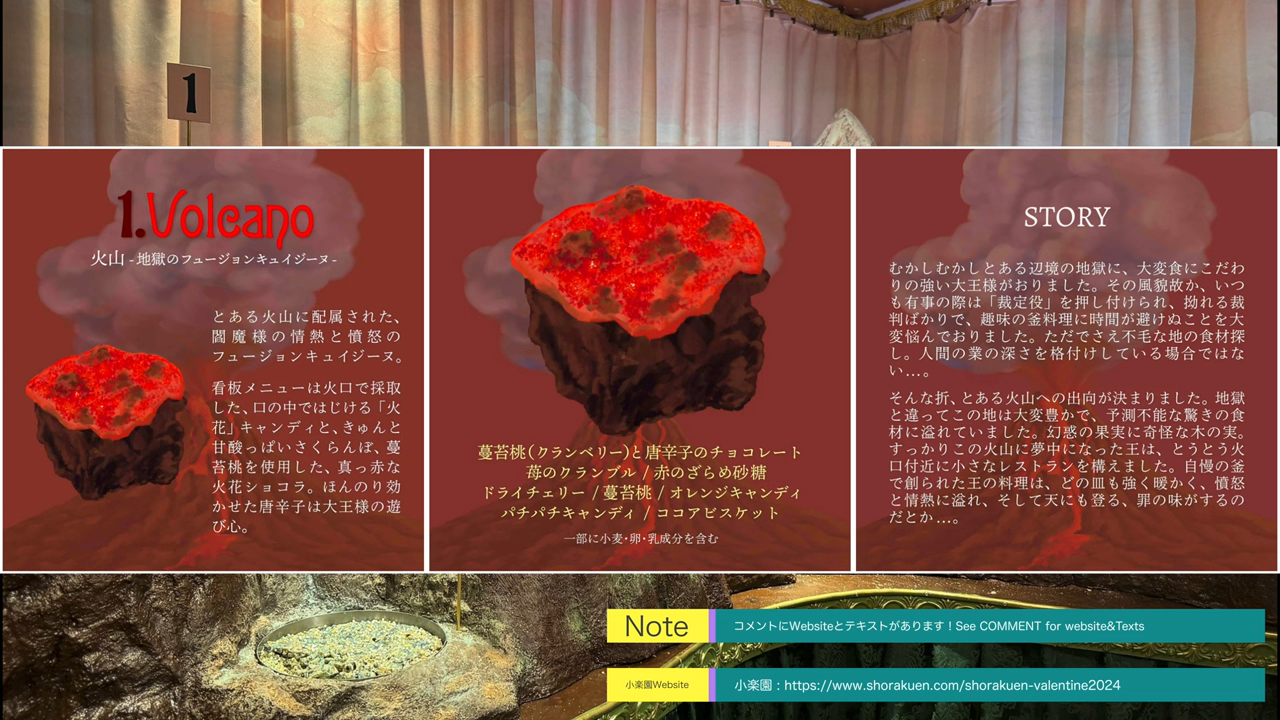 1
1.Volcano
火山 - 地獄のフュージョンキュイジーヌ -
とある火山に配属された、
閻魔様の情熱と憤怒の
フュージョンキュイジーヌ。
看板メニューは火口で採取
した、口の中ではじける「火
花」キャンディと、きゅんと
甘酸っぱいさくらんぼ、蔓
苔桃を使用した、真っ赤な
火花ショコラ。ほんのり効
かせた唐辛子は大王様の遊
び心。
蔓苔桃(クランベリー)と唐辛子のチョコレート
苺のクランブル / 赤のざらめ砂糖
ドライチェリー / 蔓苔桃 / オレンジキャンディ
パチパチキャンディ / ココアビスケット
一部に小麦・卵・乳成分を含む
STORY
むかしむかしとある辺境の地獄に、大変食にこだわ
りの強い大王様がおりました。その風貌故か、いつ
も有事の際は「裁定役」を押し付けられ、拗れる裁
判ばかりで、趣味の釜料理に時間が避けぬことを大
変悩んでおりました。ただでさえ不毛な地の食材探
し。人間の業の深さを格付けしている場合ではな
い…。
そんな折、とある火山への出向が決まりました。地獄
と違ってこの地は大変豊かで、予測不能な驚きの食
材に溢れていました。幻惑の果実に奇怪な木の実。
すっかりこの火山に夢中になった王は、とうとう火
口付近に小さなレストランを構えました。自慢の釜
で創られた王の料理は、どの皿も強く暖かく、憤怒
と情熱に溢れ、そして天にも登る、罪の味がするの
だとか…。
Note
コメントにWebsiteとテキストがあります！See COMMENT for website&Texts
小楽園Website
小楽園：https://www.shorakuen.com/shorakuen-valentine2024